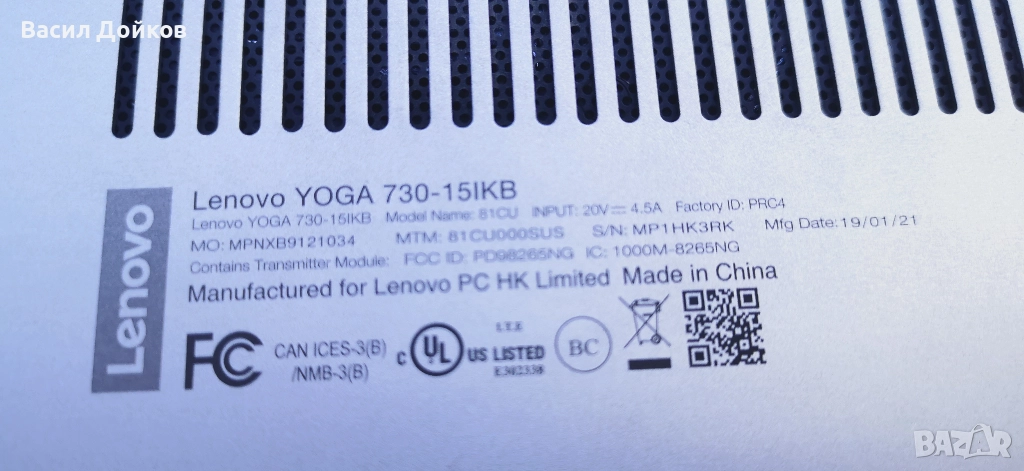 Васил Дойков
Lenovo
Lenovo YOGA 730-15IKB
Lenovo YOGA 730-15IKB Model Name: 81CU INPUT: 20V⎓ 4.5A Factory ID: PRC4
MO: MPNXB9121034 MTM: 81CU000SUS S/N: MP1HK3RK Mfg Date: 19/01/21
Contains Transmitter Module: FCC ID: PD98265NG IC: 1000M-8265NG
Manufactured for Lenovo PC HK Limited Made in China
FC CAN ICES-3(B)
/NMB-3(B)
c UL US LISTED
I.T.E
E382338
BC
BAZAR